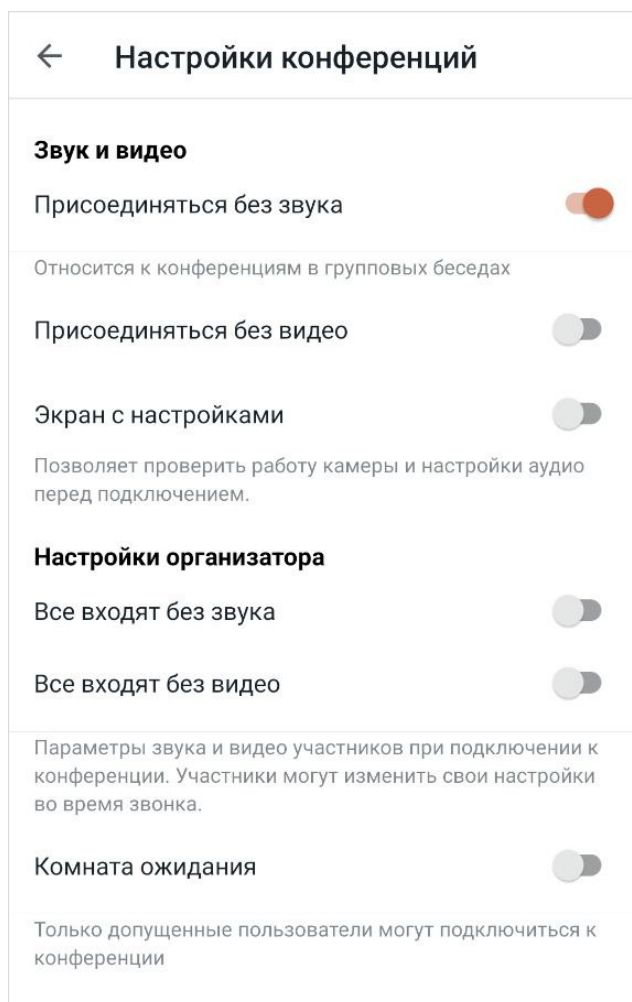 Настройки конференций
Звук и видео
Присоединяться без звука
Относится к конференциям в групповых беседах
Присоединяться без видео
Экран с настройками
Позволяет проверить работу камеры и настройки аудио
перед подключением.
Настройки организатора
Все входят без звука
Все входят без видео
Параметры звука и видео участников при подключении к
конференции. Участники могут изменить свои настройки
во время звонка.
Комната ожидания
Только допущенные пользователи могут подключиться к
конференции